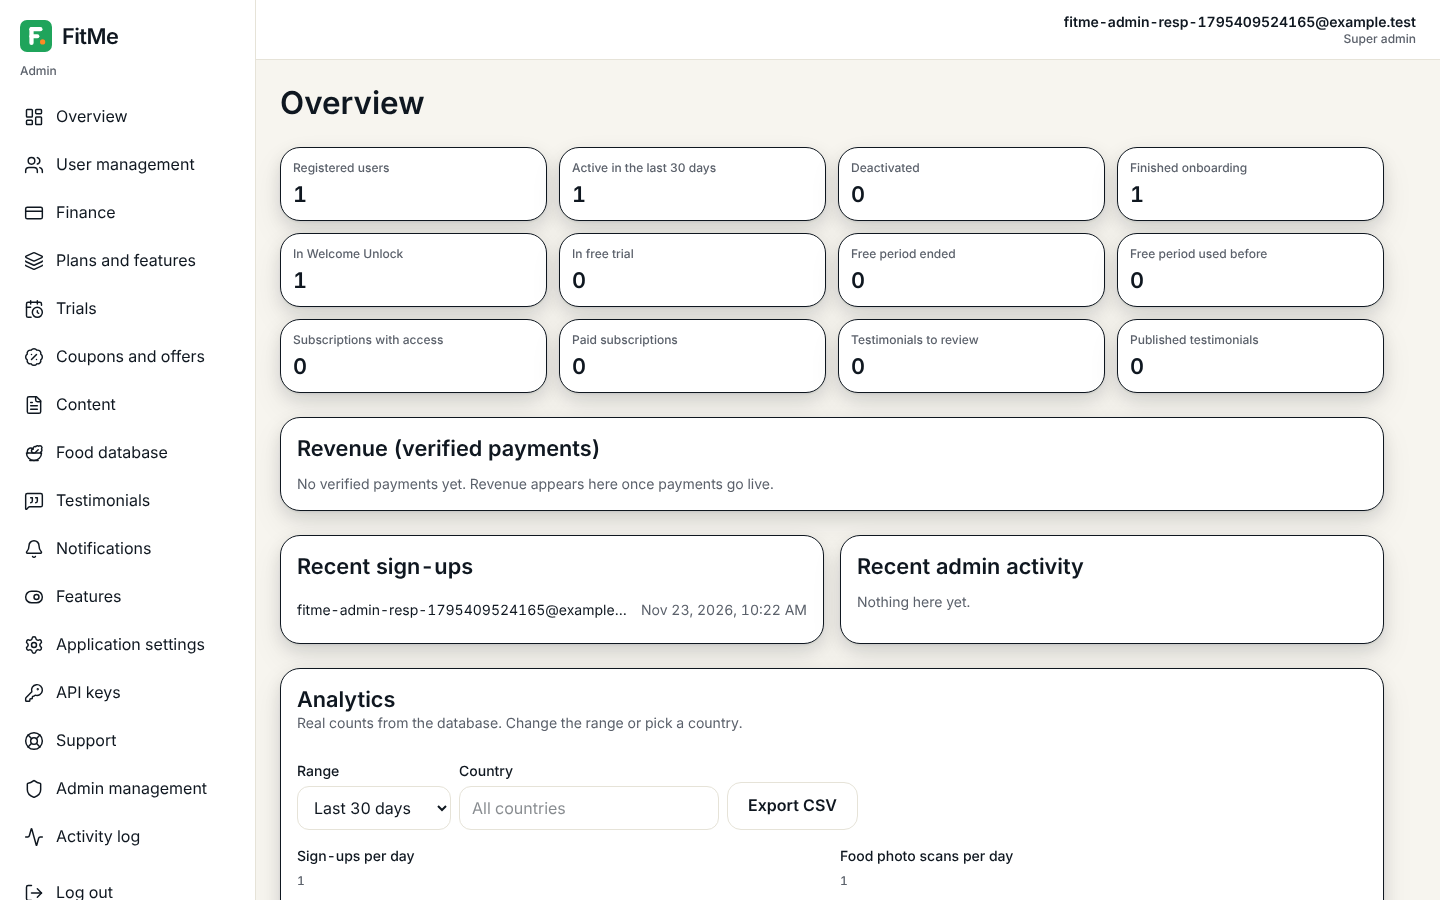 FitMe
Admin
Overview
User management
Finance
Plans and features
Trials
Coupons and offers
Content
Food database
Testimonials
Notifications
Features
Application settings
API keys
Support
Admin management
Activity log
Log out
fitme-admin-resp-1795409524165@example.test
Super admin
Overview
Registered users
1
Active in the last 30 days
1
Deactivated
0
Finished onboarding
1
In Welcome Unlock
1
In free trial
0
Free period ended
0
Free period used before
0
Subscriptions with access
0
Paid subscriptions
0
Testimonials to review
0
Published testimonials
0
Revenue (verified payments)
No verified payments yet. Revenue appears here once payments go live.
Recent sign-ups
fitme-admin-resp-1795409524165@example... Nov 23, 2026, 10:22 AM
Recent admin activity
Nothing here yet.
Analytics
Real counts from the database. Change the range or pick a country.
Range
Last 30 days
Country
All countries
Export CSV
Sign-ups per day
1
Food photo scans per day
1